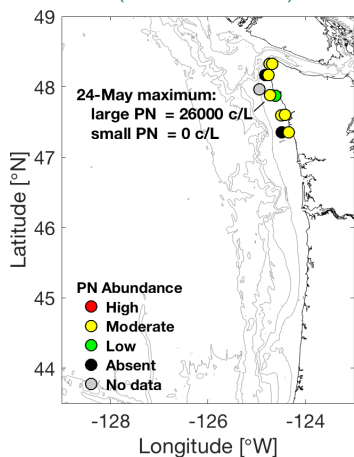 49
48
47
46
45
44
Latitude [°N]
24-May maximum:
large PN = 26000 c/L
small PN = 0 c/L
PN Abundance
High
Moderate
Low
Absent
No data
-128
-126
-124
-122
Longitude [°W]